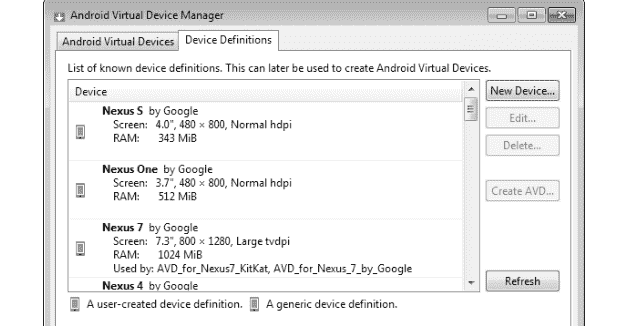 Android Virtual Device Manager
Android Virtual Devices Device Definitions
List of known device definitions. This can later be used to create Android Virtual Devices.
Device
New Device...
Nexus S by Google
Screen: 4.0", 480 × 800, Normal hdpi
RAM: 343 MiB
Edit...
Delete...
Nexus One by Google
Screen: 3.7", 480 × 800, Normal hdpi
RAM: 512 MiB
Create AVD...
Nexus 7 by Google
Screen: 7.3", 800 × 1280, Large tvdpi
RAM: 1024 MiB
Used by: AVD_for_Nexus7_KitKat, AVD_for_Nexus_7_by_Google
Nexus 4 by Google
Refresh
A user-created device definition. A generic device definition.